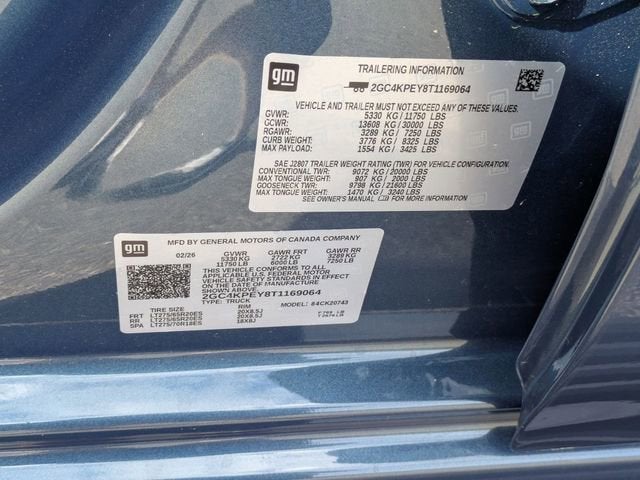 gm
TRAILERING INFORMATION
2GC4KPEY8T1169064
VEHICLE AND TRAILER MUST NOT EXCEED ANY OF THESE VALUES.
GVWR: 5330 KG / 11750 LBS
GCWR: 13608 KG / 30000 LBS
RGAWR: 3289 KG / 7250 LBS
CURB WEIGHT: 3776 KG / 8325 LBS
MAX PAYLOAD: 1554 KG / 3425 LBS
SAE J2807 TRAILER WEIGHT RATING (TWR) FOR VEHICLE CONFIGURATION.
CONVENTIONAL TWR: 9072 KG / 20000 LBS
MAX TONGUE WEIGHT: 907 KG / 2000 LBS
GOOSENECK TWR: 9798 KG / 21600 LBS
MAX TONGUE WEIGHT: 1470 KG / 3240 LBS
SEE OWNER'S MANUAL FOR MORE INFORMATION
gm
MFD BY GENERAL MOTORS OF CANADA COMPANY
02/26 GVWR GAWR FRT GAWR RR
5330 KG 2722 KG 3289 KG
11750 LB 6000 LB 7250 LB
THIS VEHICLE CONFORMS TO ALL
APPLICABLE U.S. FEDERAL MOTOR
VEHICLE SAFETY STANDARDS IN
EFFECT ON THE DATE OF MANUFACTURE
SHOWN ABOVE.
2GC4KPEY8T1169064
TYPE: TRUCK MODEL: 84CK20743
TIRE SIZE RIM
FRT LT275/65R20ES 20X8.5J
RR LT275/65R20ES 20X8.5J
SPA LT275/70R18ES 18X8J